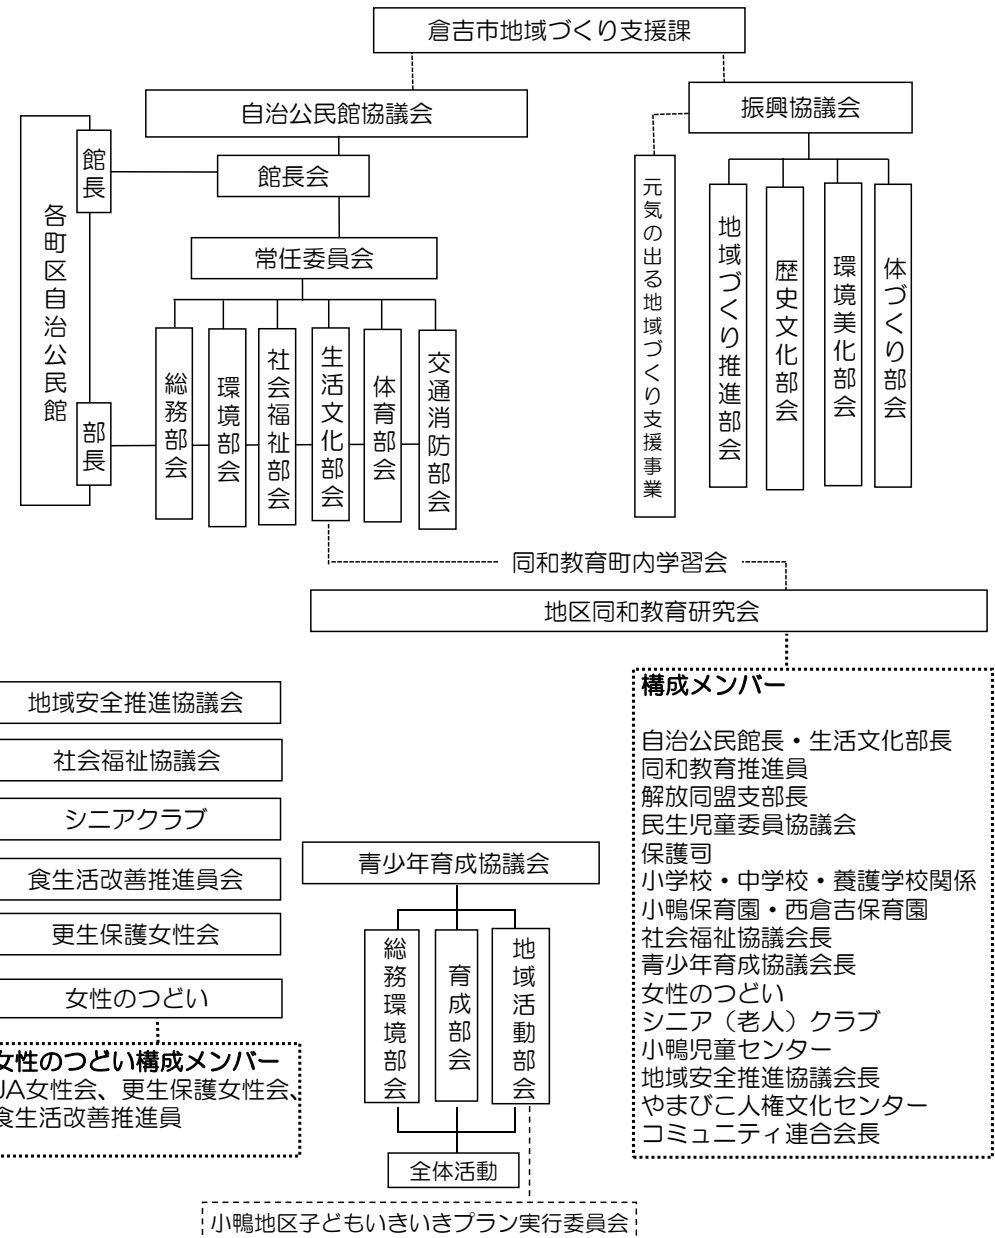 倉吉市地域づくり支援課
自治公民館協議会
振興協議会
館長
館長会
各町区自治公民館
常任委員会
部長
総務部会
環境部会
社会福祉部会
生活文化部会
体育部会
交通消防部会
元気の出る地域づくり支援事業
地域づくり推進部会
歴史文化部会
環境美化部会
体づくり部会
同和教育町内学習会
地区同和教育研究会
構成メンバー
自治公民館長・生活文化部長
同和教育推進員
解放同盟支部長
民生児童委員協議会
保護司
小学校・中学校・養護学校関係
小鴨保育園・西倉吉保育園
社会福祉協議会長
青少年育成協議会長
女性のつどい
シニア（老人）クラブ
小鴨児童センター
地域安全推進協議会長
やまびこ人権文化センター
コミュニティ連合会長
地域安全推進協議会
社会福祉協議会
シニアクラブ
食生活改善推進員会
更生保護女性会
女性のつどい
女性のつどい構成メンバー
JA女性会、更生保護女性会、
食生活改善推進員
青少年育成協議会
総務環境部会
育成部会
地域活動部会
全体活動
小鴨地区子どもいきいきプラン実行委員会